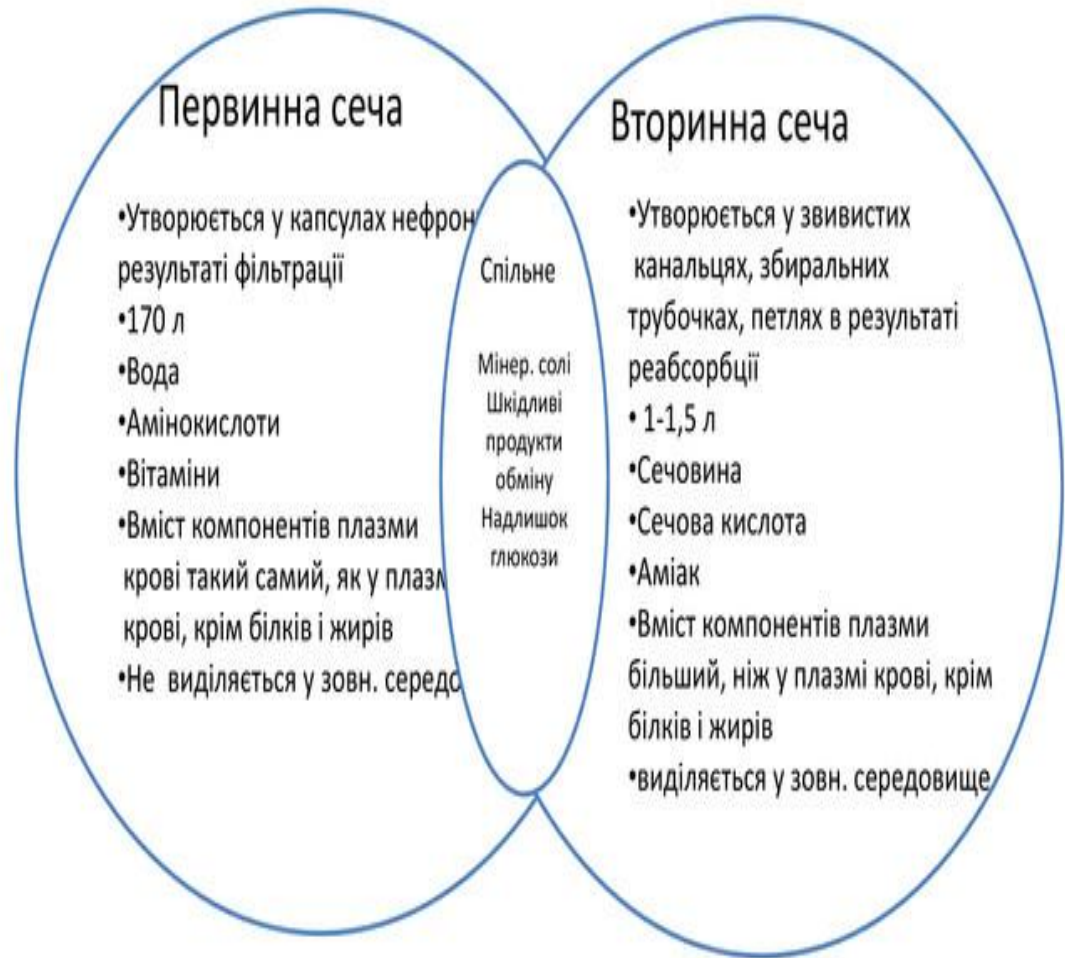 Первинна сеча
•Утворюється у капсулах нефрон
результаті фільтрації
•170 л
•Вода
•Амінокислоти
•Вітаміни
•Вміст компонентів плазми
крові такий самий, як у плазм
крові, крім білків і жирів
•Не виділяється у зовн. середо
Спільне
Мінер. солі
Шкідливі
продукти
обміну
Надлишок
глюкози
Вторинна сеча
•Утворюється у звивистих
канальцях, збиральних
трубочках, петлях в результаті
реабсорбції
• 1-1,5 л
•Сечовина
•Сечова кислота
•Аміак
•Вміст компонентів плазми
більший, ніж у плазмі крові, крім
білків і жирів
•виділяється у зовн. середовище